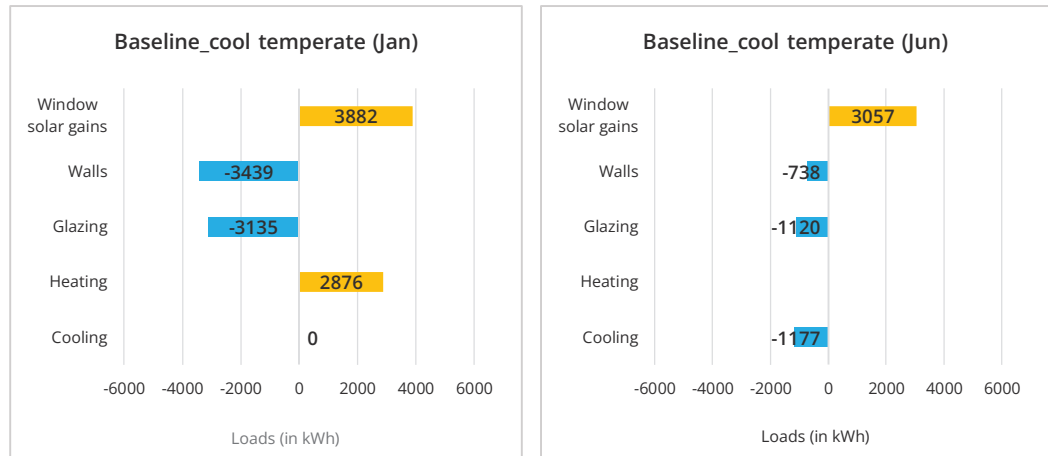 Baseline_cool temperate (Jan)
Window
solar gains
3882
Walls
-3439
Glazing
-3135
Heating
2876
Cooling
0
-6000 -4000 -2000 0 2000 4000 6000
Loads (in kWh)
Baseline_cool temperate (Jun)
Window
solar gains
3057
Walls
-738
Glazing
-1120
Heating
Cooling
-1177
-6000 -4000 -2000 0 2000 4000 6000
Loads (in kWh)